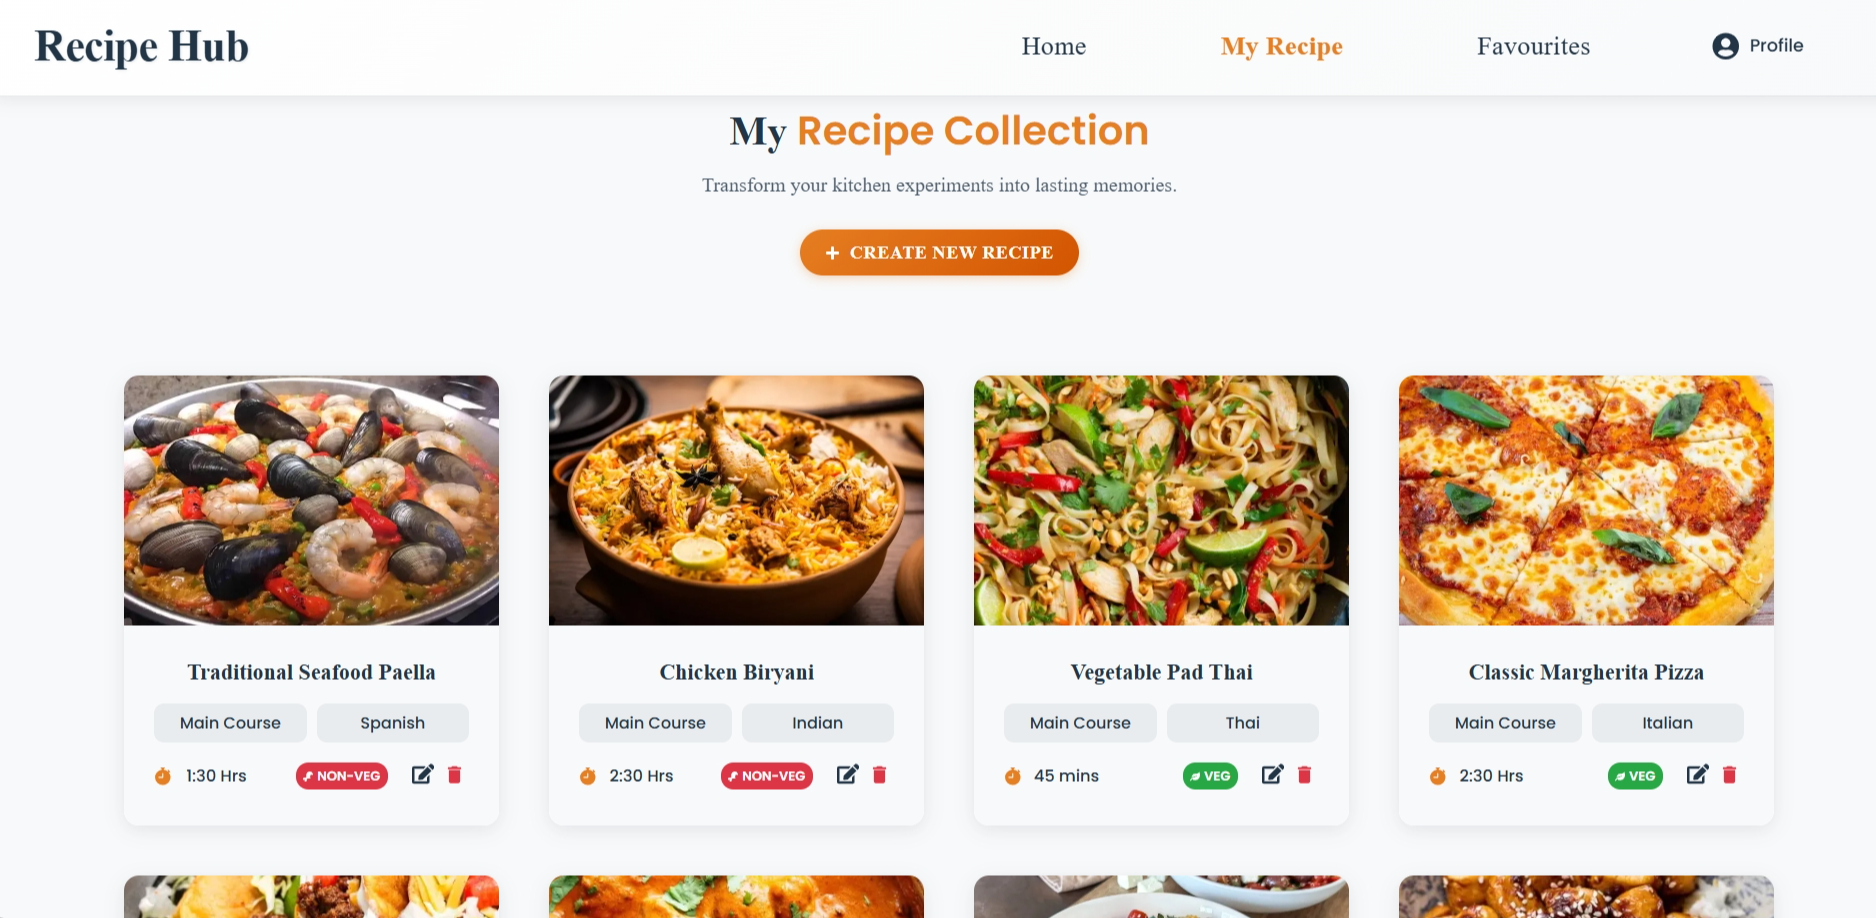 Recipe Hub
Home
My Recipe
Favourites
Profile
My Recipe Collection
Transform your kitchen experiments into lasting memories.
+ CREATE NEW RECIPE
Traditional Seafood Paella
Main Course
Spanish
1:30 Hrs
NON-VEG
Chicken Biryani
Main Course
Indian
2:30 Hrs
NON-VEG
Vegetable Pad Thai
Main Course
Thai
45 mins
VEG
Classic Margherita Pizza
Main Course
Italian
2:30 Hrs
VEG